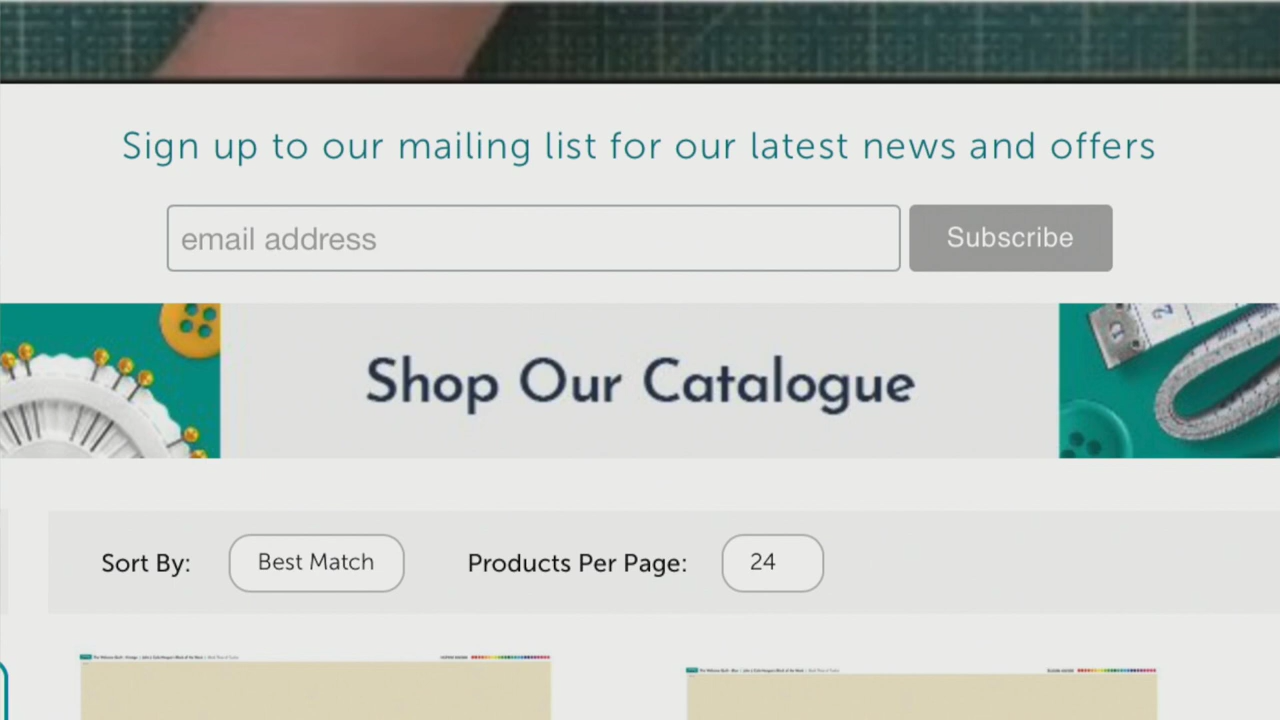 Sign up to our mailing list for our latest news and offers
email address
Subscribe
Shop Our Catalogue
Sort By:
Best Match
Products Per Page:
24